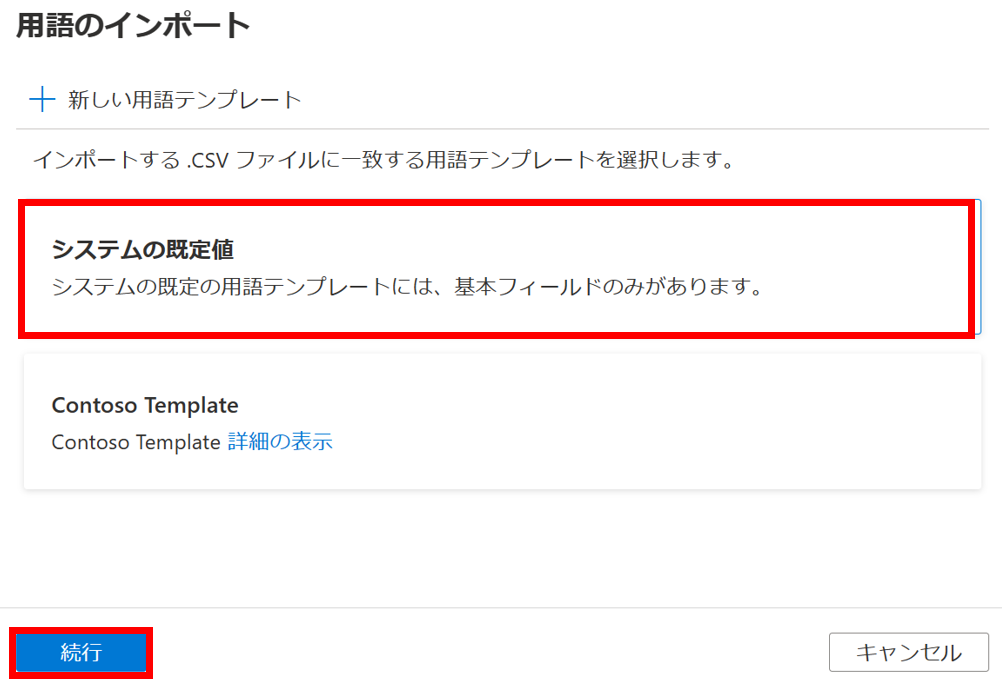 用語のインポート
新しい用語テンプレート
インポートする .CSV ファイルに一致する用語テンプレートを選択します。
システムの既定値
システムの既定の用語テンプレートには、基本フィールドのみがあります。
Contoso Template
Contoso Template 詳細の表示
続行
キャンセル